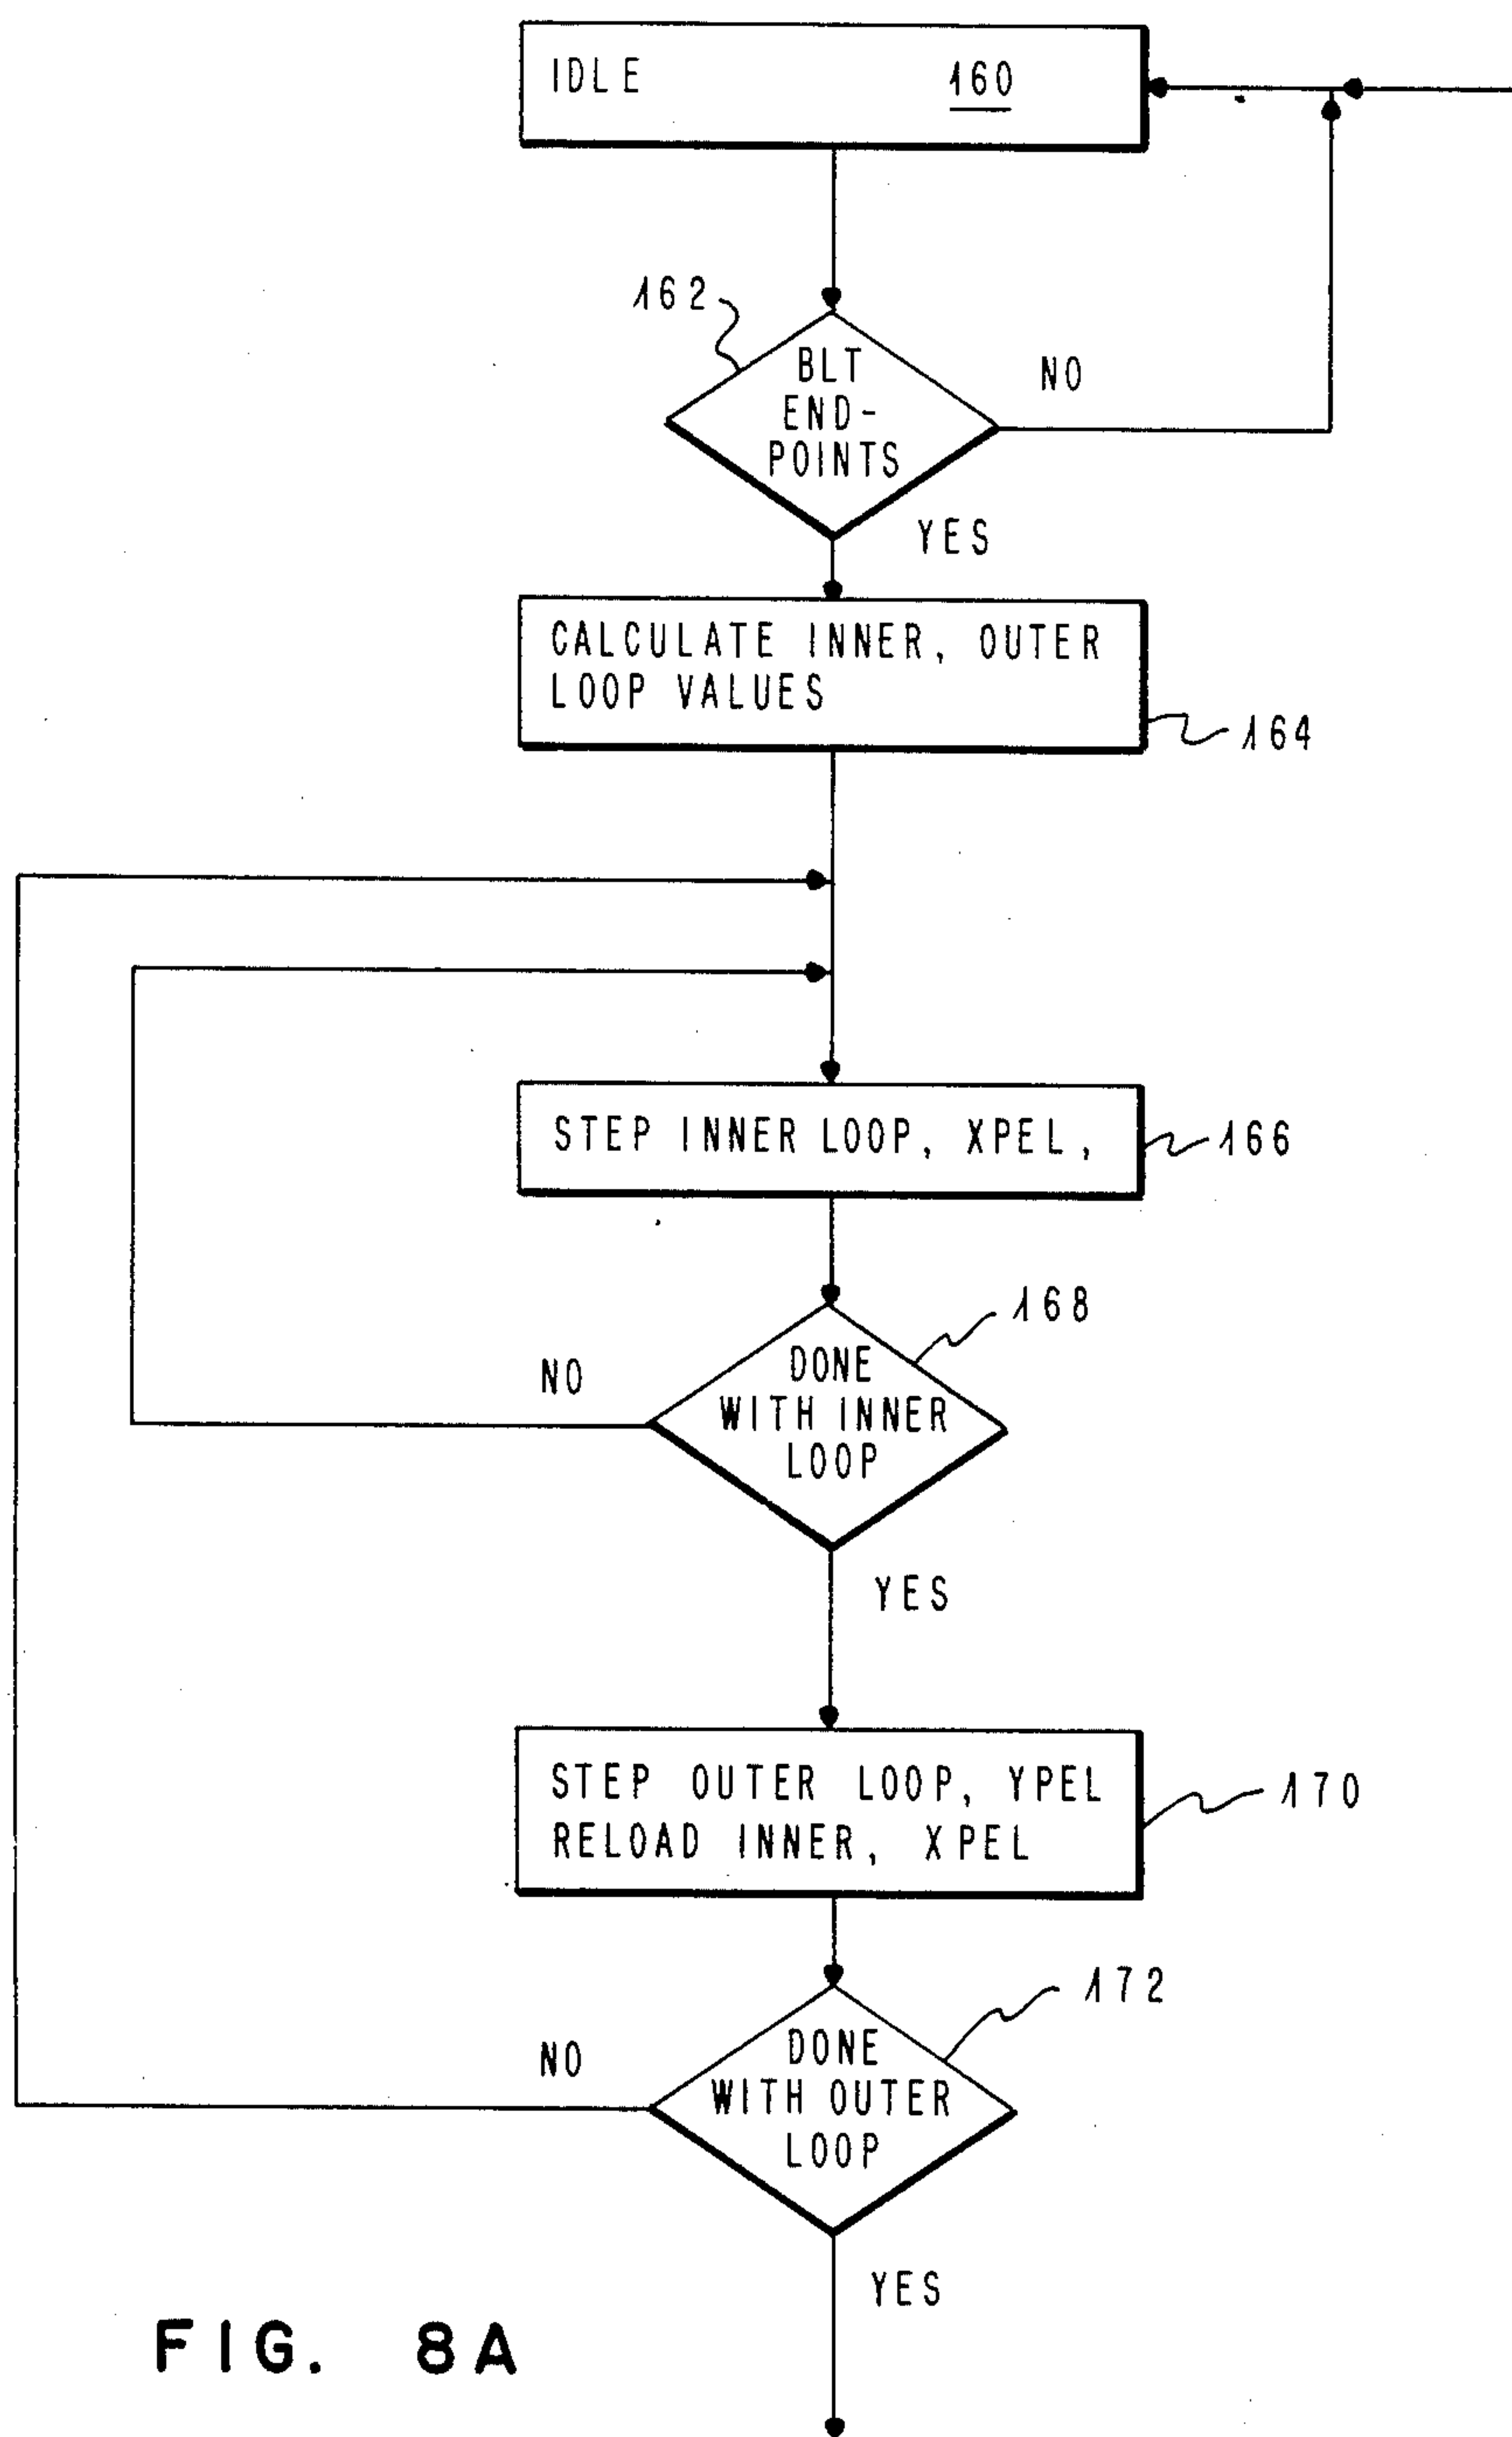 IDLE 160
162
BLT
END-
POINTS
NO
YES
CALCULATE INNER, OUTER
LOOP VALUES
164
STEP INNER LOOP, XPEL,
166
168
DONE
WITH INNER
LOOP
NO
YES
STEP OUTER LOOP, YPEL
RELOAD INNER, XPEL
170
172
DONE
WITH OUTER
LOOP
NO
YES
FIG. 8A